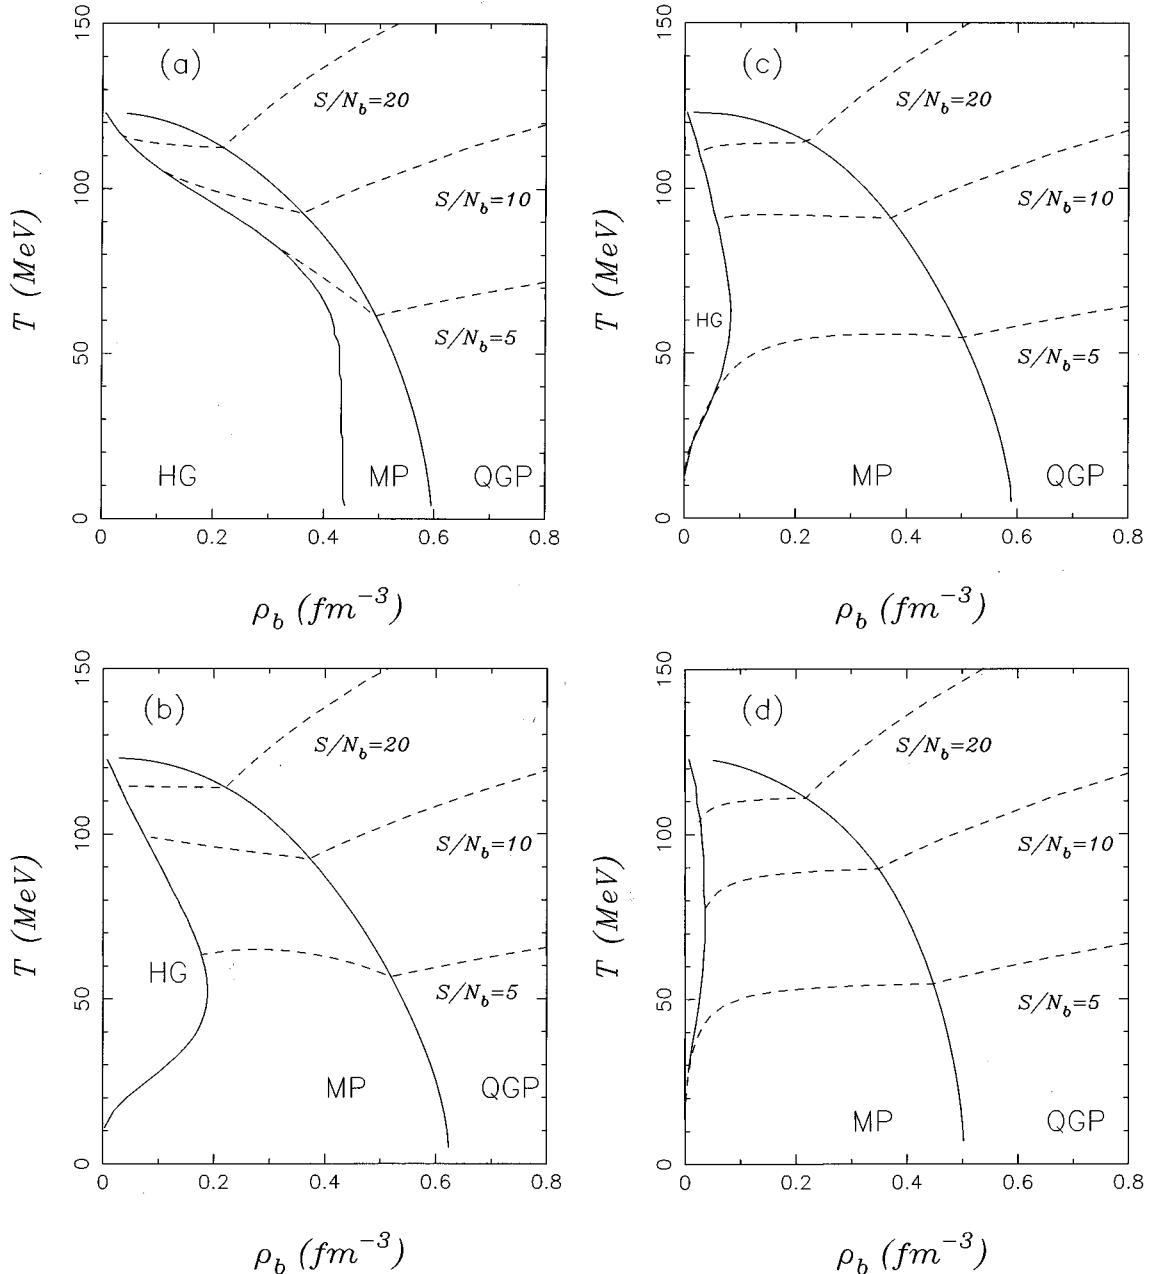 150
(a)
S/N_b=20
100
S/N_b=10
T (MeV)
50
S/N_b=5
HG
MP
QGP
0
0
0.2
0.4
0.6
0.8
ρ_b (fm^{-3})
150
(c)
S/N_b=20
100
S/N_b=10
T (MeV)
HG
50
S/N_b=5
MP
QGP
0
0
0.2
0.4
0.6
0.8
ρ_b (fm^{-3})
150
(b)
S/N_b=20
100
S/N_b=10
T (MeV)
HG
50
S/N_b=5
MP
QGP
0
0
0.2
0.4
0.6
0.8
ρ_b (fm^{-3})
150
(d)
S/N_b=20
100
S/N_b=10
T (MeV)
50
S/N_b=5
MP
QGP
0
0
0.2
0.4
0.6
0.8
ρ_b (fm^{-3})